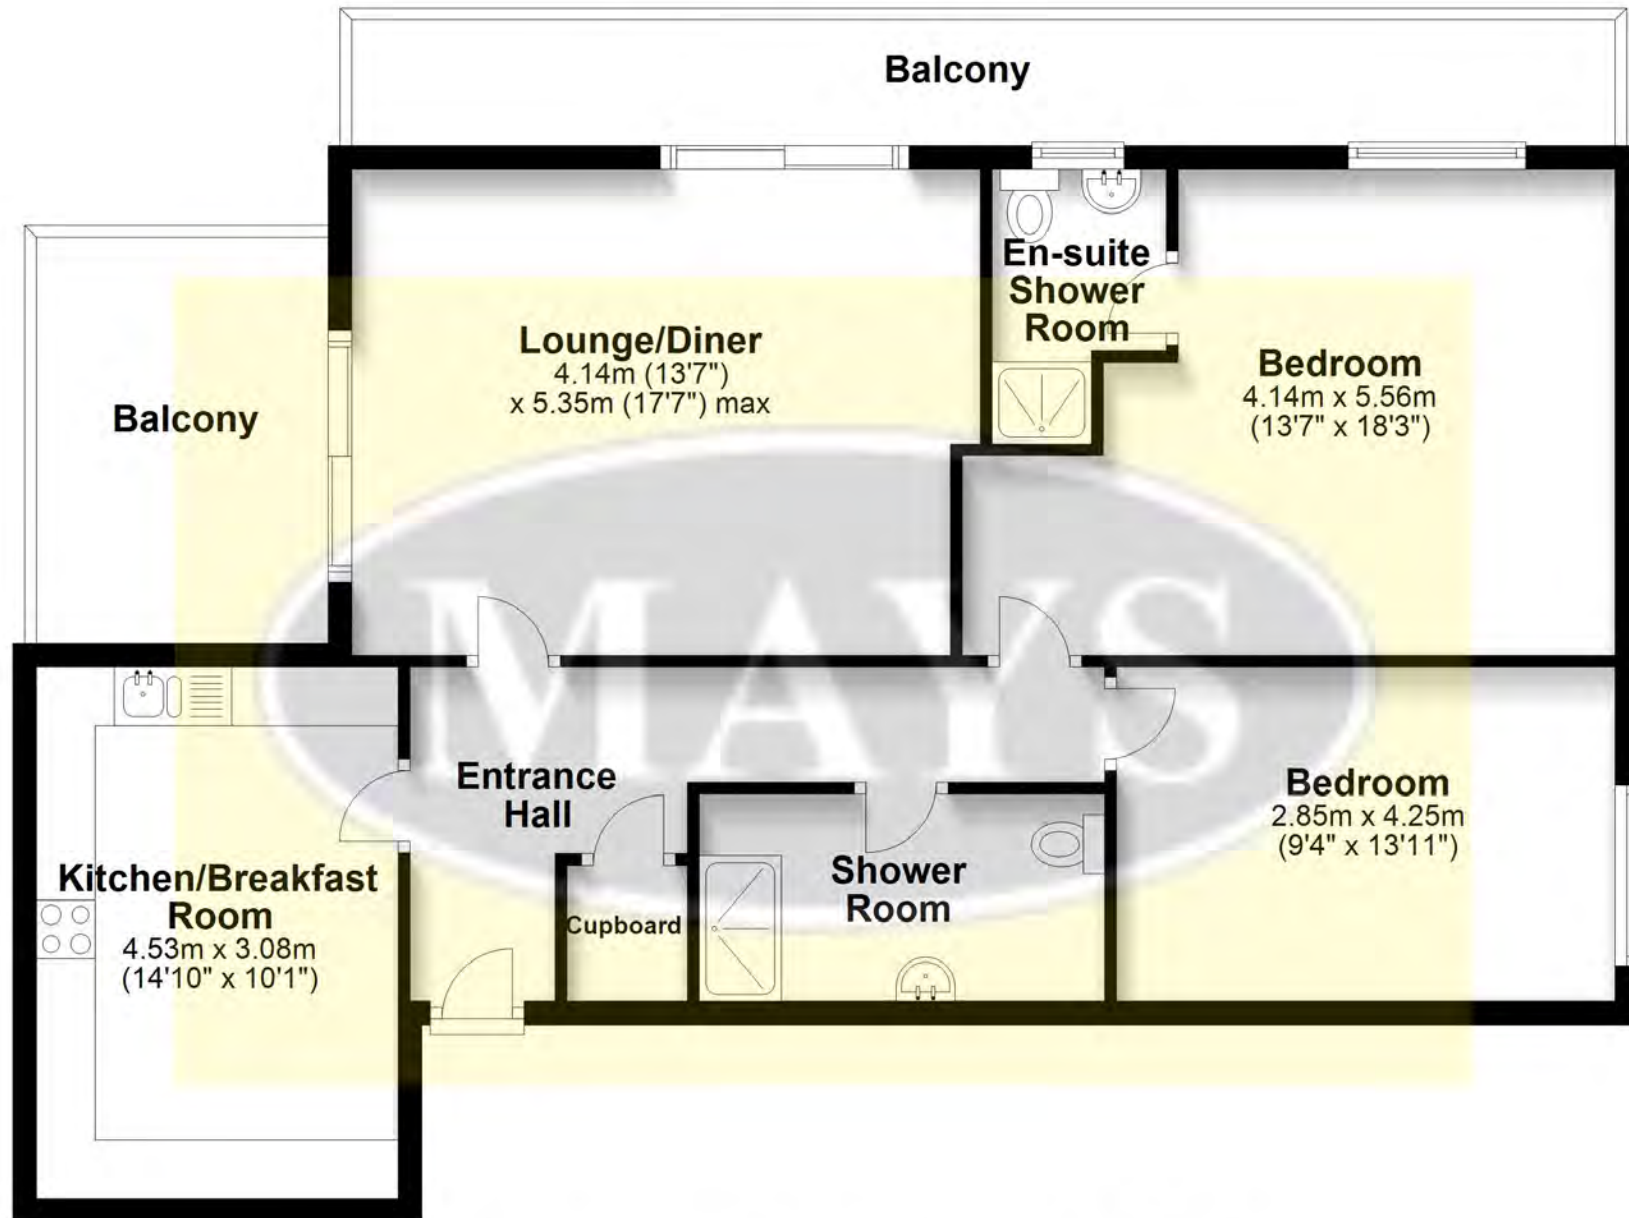 Balcony
En-suite
Shower
Room
Lounge/Diner
4.14m (13'7")
x 5.35m (17'7") max
Bedroom
4.14m x 5.56m
(13'7" x 18'3")
Balcony
MAYS
Entrance
Hall
Bedroom
2.85m x 4.25m
(9'4" x 13'11")
Kitchen/Breakfast
Room
4.53m x 3.08m
(14'10" x 10'1")
Shower
Room
Cupboard